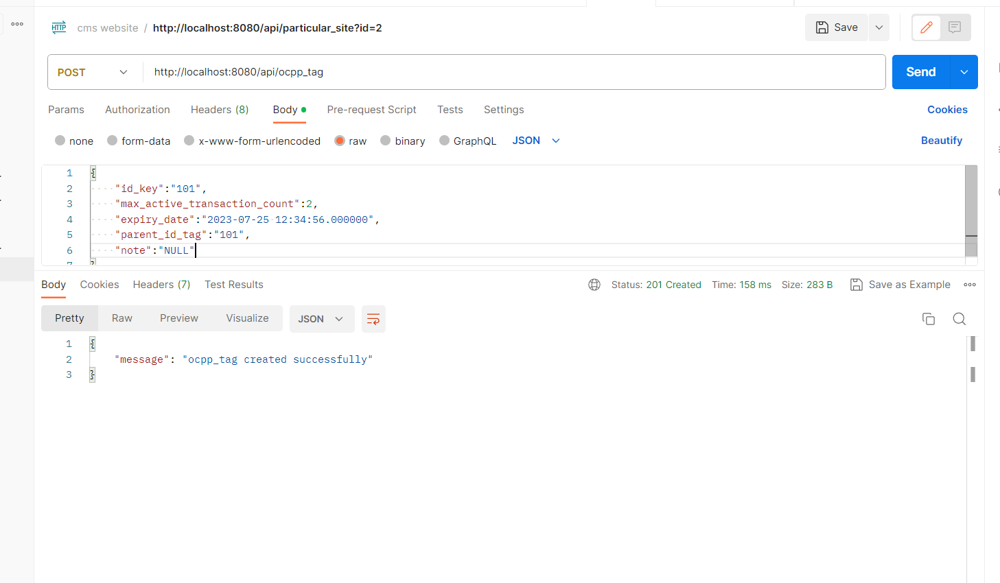 HTTP cms website / http://localhost:8080/api/particular_site?id=2 Save
POST http://localhost:8080/api/ocpp_tag Send
Params Authorization Headers (8) Body Pre-request Script Tests Settings Cookies
none form-data x-www-form-urlencoded raw binary GraphQL JSON Beautify
1 {
2 "id_key":"101",
3 "max_active_transaction_count":2,
4 "expiry_date":"2023-07-25 12:34:56.000000",
5 "parent_id_tag":"101",
6 "note":"NULL"
7 }
Body Cookies Headers (7) Test Results Status: 201 Created Time: 158 ms Size: 283 B Save as Example
Pretty Raw Preview Visualize JSON
1 {
2 "message": "ocpp_tag created successfully"
3 }